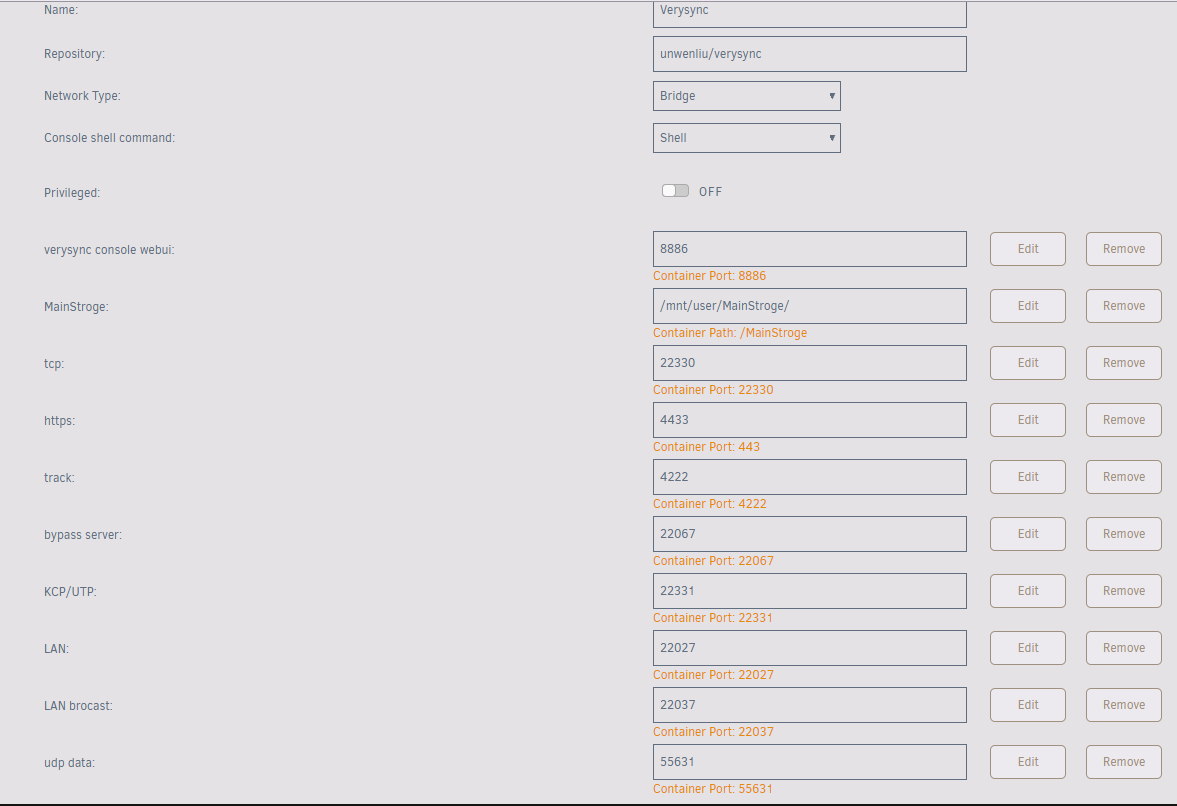 Name: Verysync
Repository: unwenliu/verysync
Network Type: Bridge
Console shell command: Shell
Privileged: OFF
verysync console webui: 8886 Edit Remove
Container Port: 8886
MainStroge: /mnt/user/MainStroge/ Edit Remove
Container Path: /MainStroge
tcp: 22330 Edit Remove
Container Port: 22330
https: 4433 Edit Remove
Container Port: 443
track: 4222 Edit Remove
Container Port: 4222
bypass server: 22067 Edit Remove
Container Port: 22067
KCP/UTP: 22331 Edit Remove
Container Port: 22331
LAN: 22027 Edit Remove
Container Port: 22027
LAN brocast: 22037 Edit Remove
Container Port: 22037
udp data: 55631 Edit Remove
Container Port: 55631